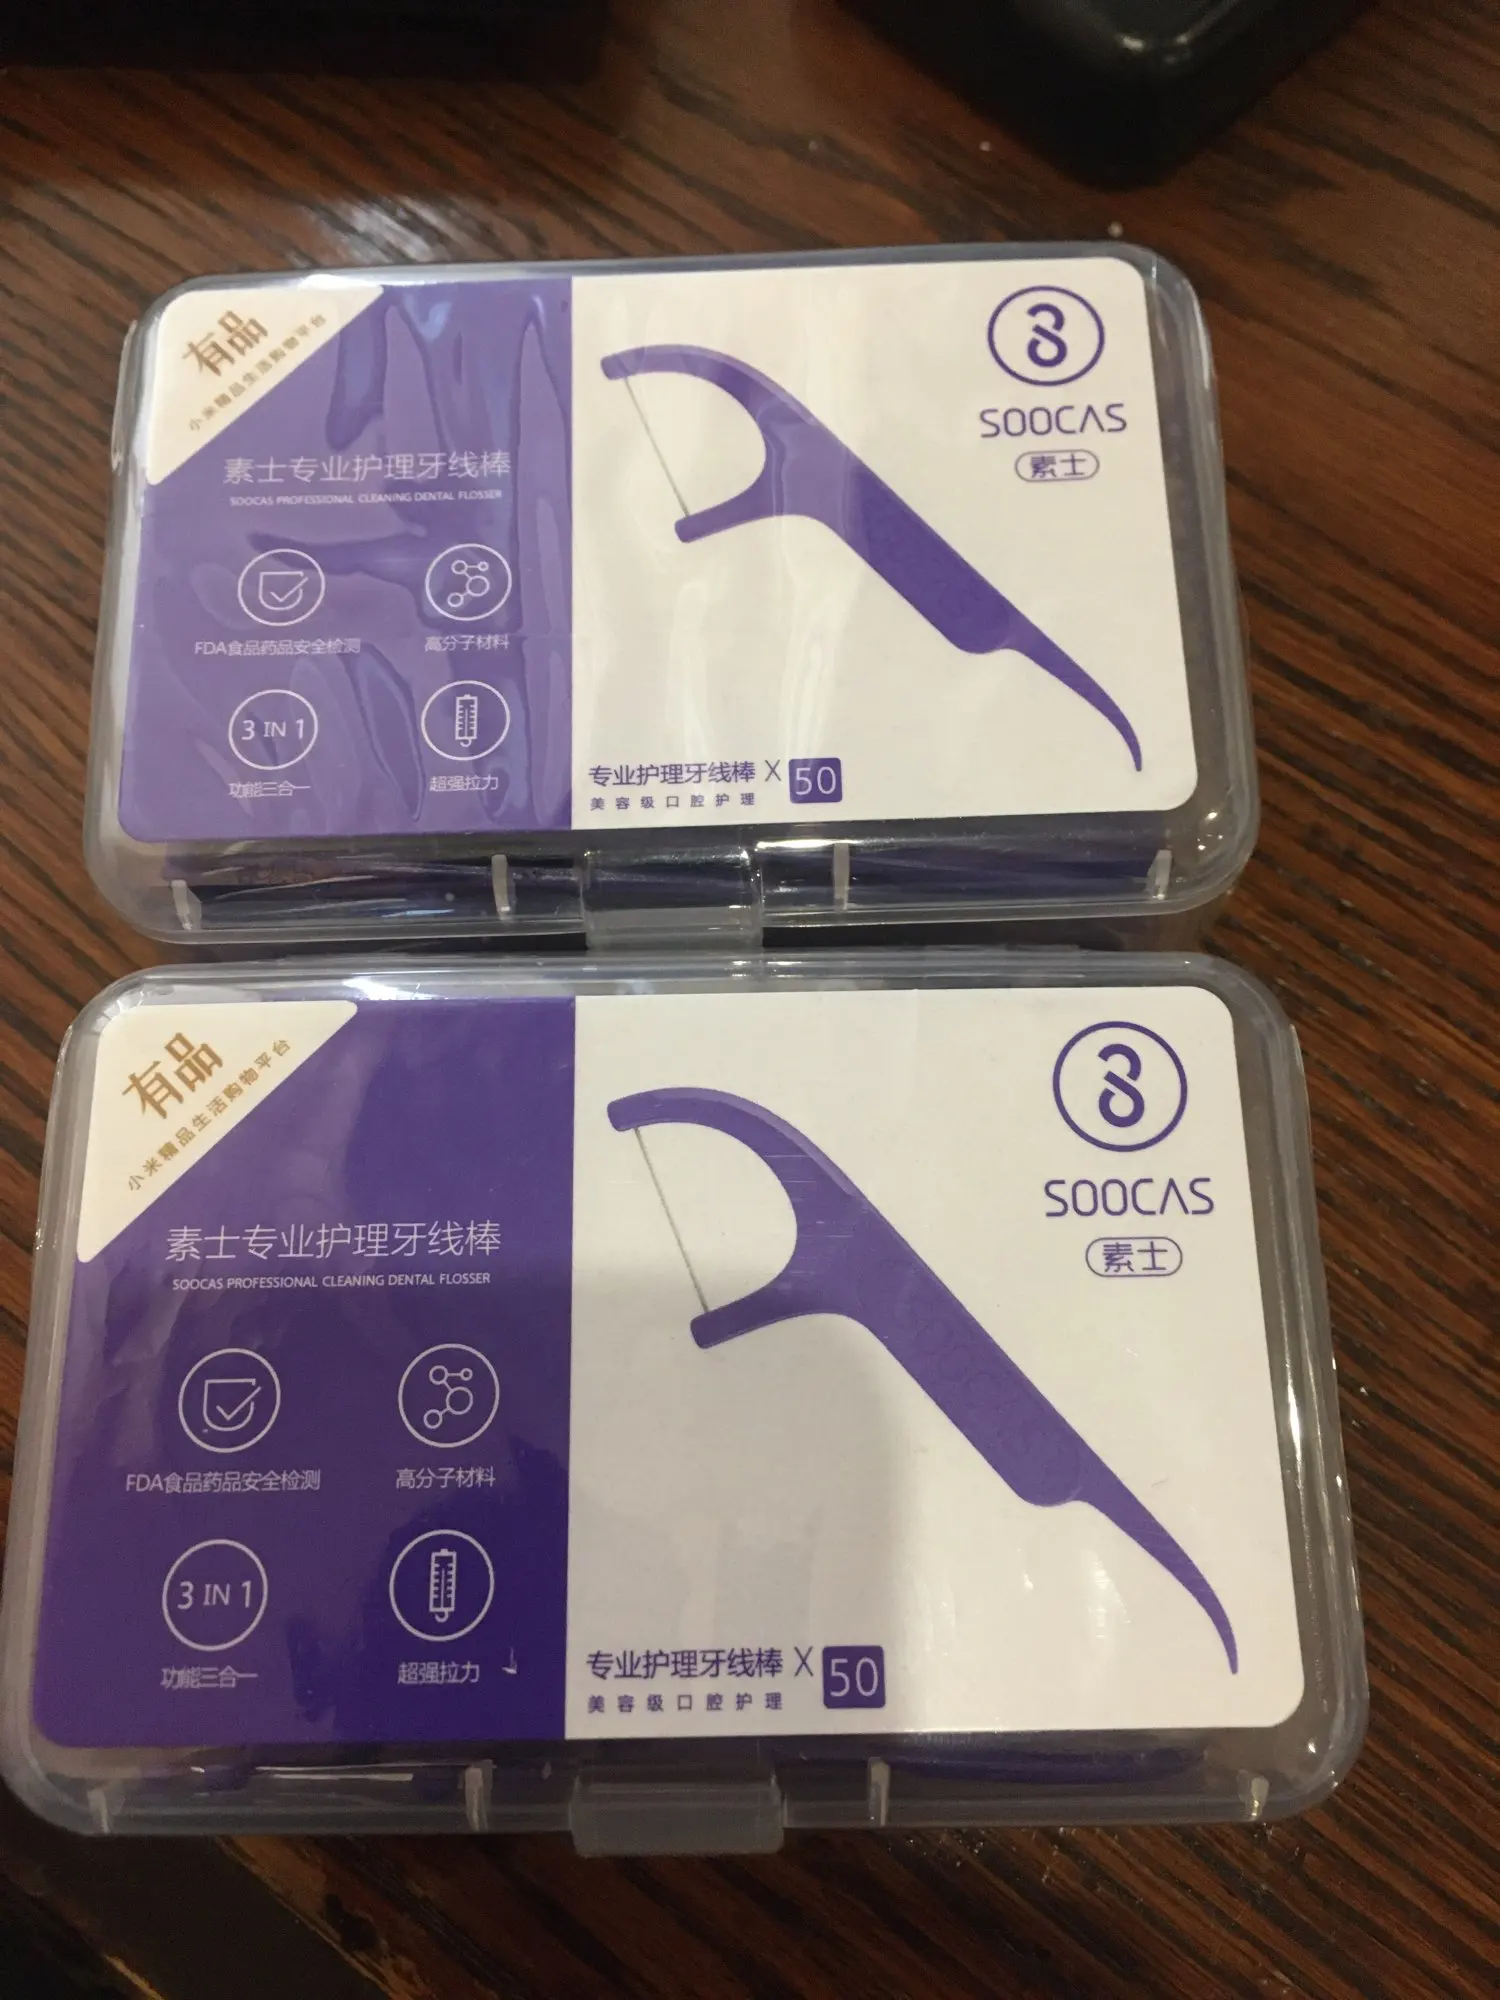 有品
小米精品生活购物平台
素士专业护理牙线棒
SOOCAS PROFESSIONAL CLEANING DENTAL FLOSSER
FDA食品药品安全检测
高分子材料
3 IN 1
功能三合一
超强拉力
SOOCAS
素士
专业护理牙线棒 X 50
美容级口腔护理
有品
小米精品生活购物平台
素士专业护理牙线棒
SOOCAS PROFESSIONAL CLEANING DENTAL FLOSSER
FDA食品药品安全检测
高分子材料
3 IN 1
功能三合一
超强拉力
SOOCAS
素士
专业护理牙线棒 X 50
美容级口腔护理